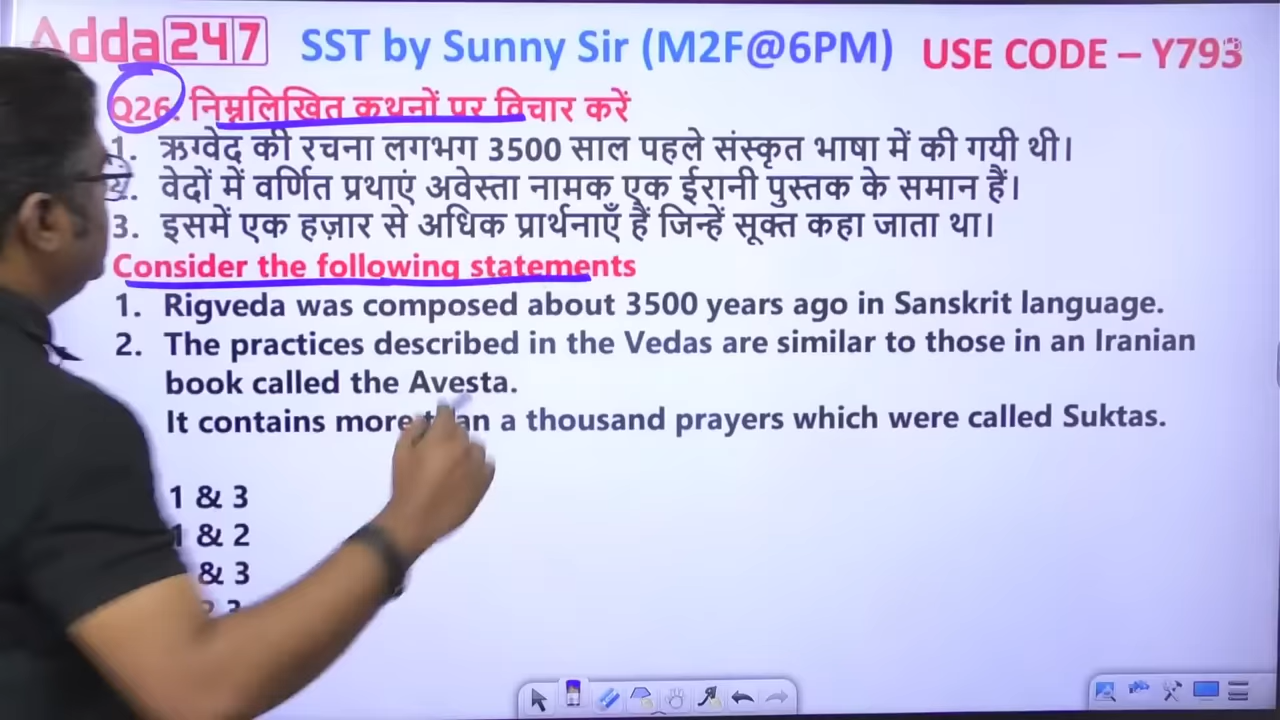 Adda247 SST by Sunny Sir (M2F@6PM) USE CODE – Y793
Q26. निम्नलिखित कथनों पर विचार करें
1. ऋग्वेद की रचना लगभग 3500 साल पहले संस्कृत भाषा में की गयी थी।
2. वेदों में वर्णित प्रथाएं अवेस्ता नामक एक ईरानी पुस्तक के समान हैं।
3. इसमें एक हज़ार से अधिक प्रार्थनाएँ हैं जिन्हें सूक्त कहा जाता था।
Consider the following statements
1. Rigveda was composed about 3500 years ago in Sanskrit language.
2. The practices described in the Vedas are similar to those in an Iranian
book called the Avesta.
It contains more than a thousand prayers which were called Suktas.
1 & 3
1 & 2
& 3